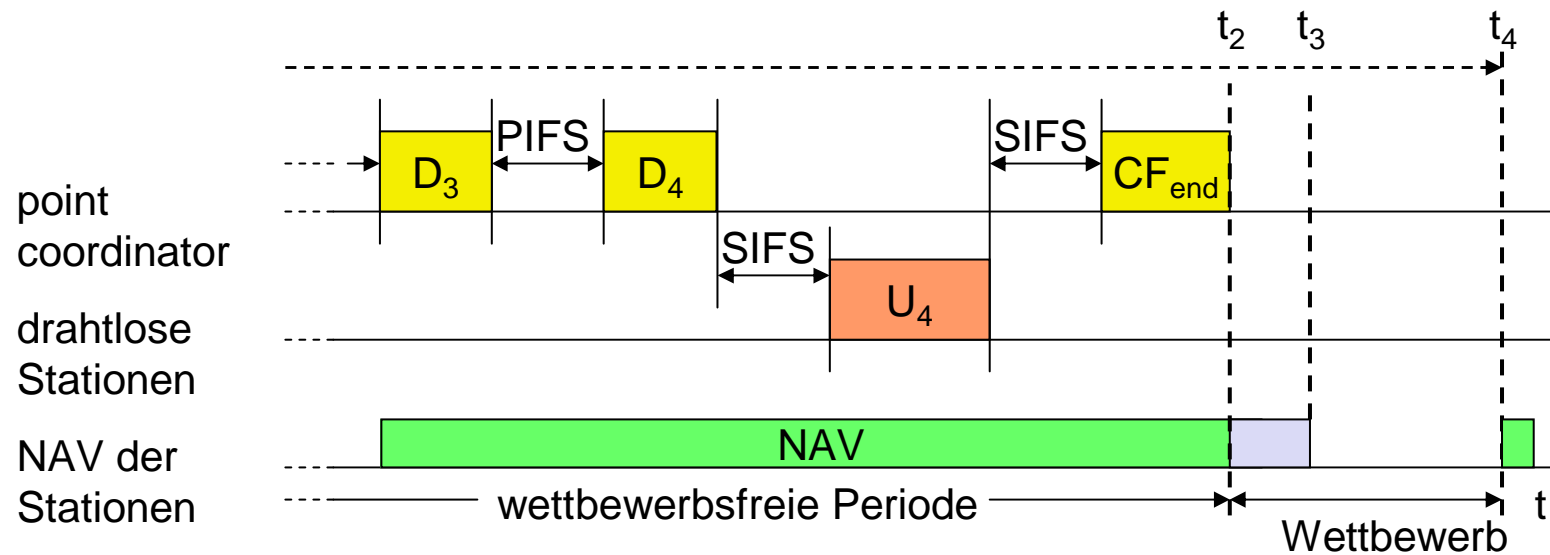 t₂ t₃ t₄
D₃ PIFS D₄ SIFS CFend
point
coordinator
SIFS U₄
drahtlose
Stationen
NAV
NAV der
Stationen
wettbewerbsfreie Periode t
Wettbewerb